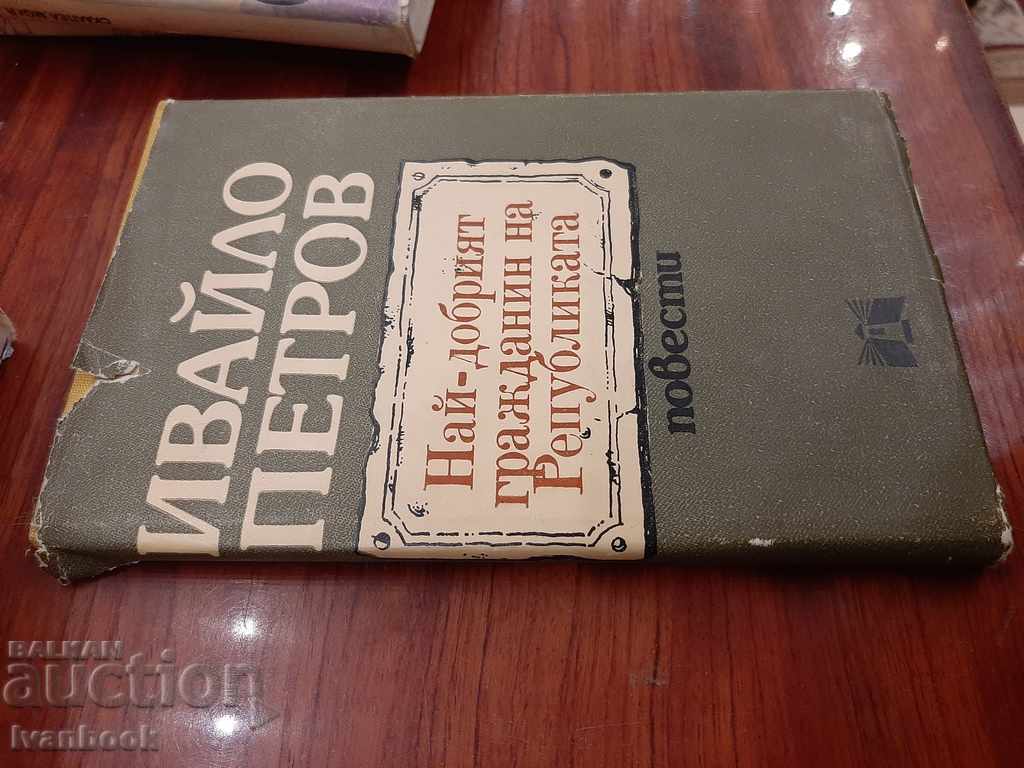 ИВАЙЛО
ПЕТРОВ
Най-добрият
гражданин на
Републиката
повести
BALKAN
auction
Ivanbook